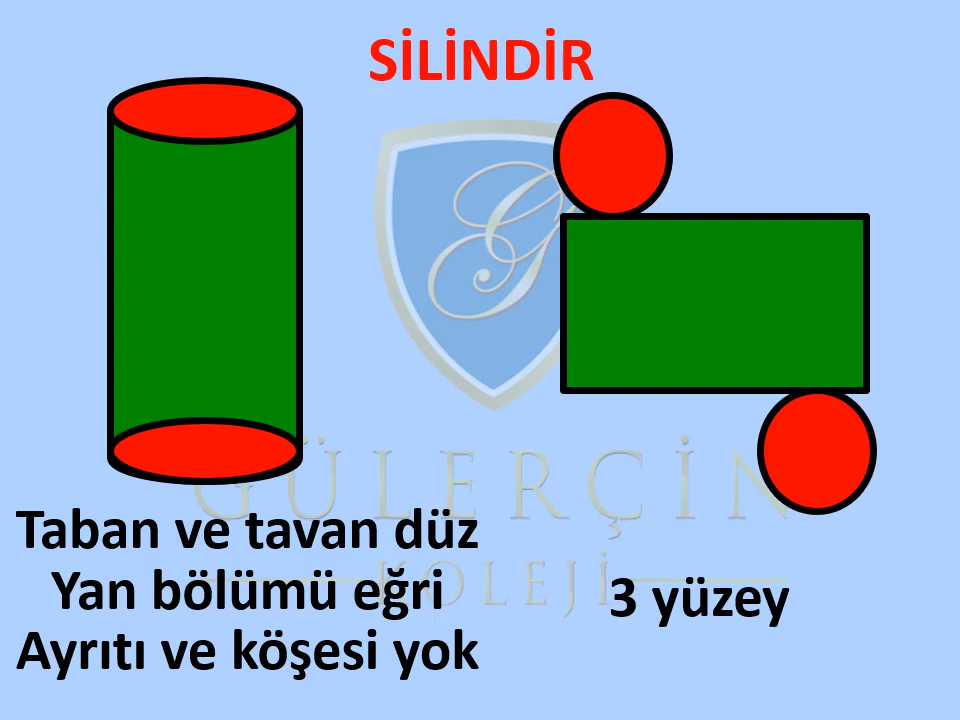 SİLİNDİR
GÜLERÇİN
KOLEJİ
Taban ve tavan düz
Yan bölümü eğri
Ayrıtı ve köşesi yok
3 yüzey